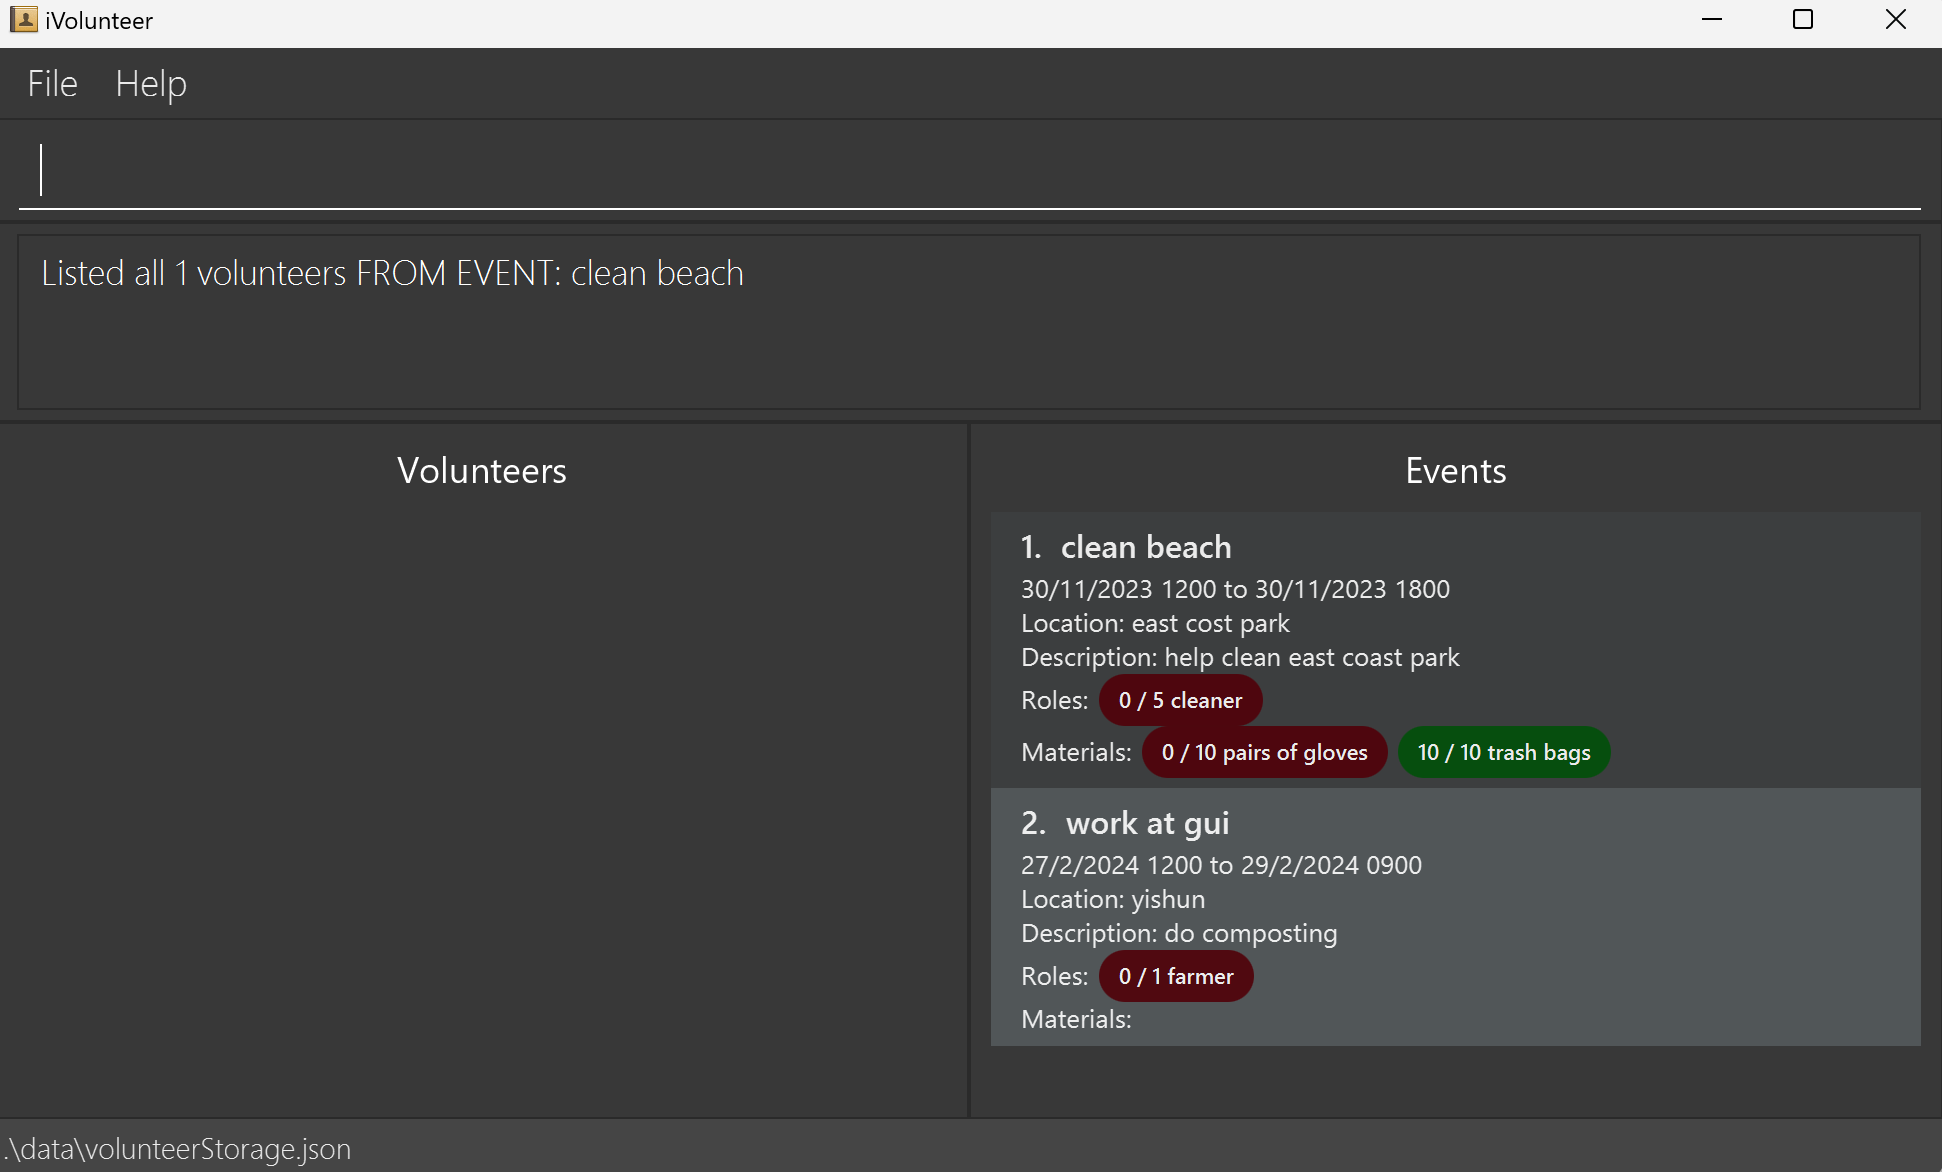 iVolunteer
File Help
Listed all 1 volunteers FROM EVENT: clean beach
Volunteers
Events
1. clean beach
30/11/2023 1200 to 30/11/2023 1800
Location: east cost park
Description: help clean east coast park
Roles: 0 / 5 cleaner
Materials: 0 / 10 pairs of gloves 10 / 10 trash bags
2. work at gui
27/2/2024 1200 to 29/2/2024 0900
Location: yishun
Description: do composting
Roles: 0 / 1 farmer
Materials:
.\data\volunteerStorage.json